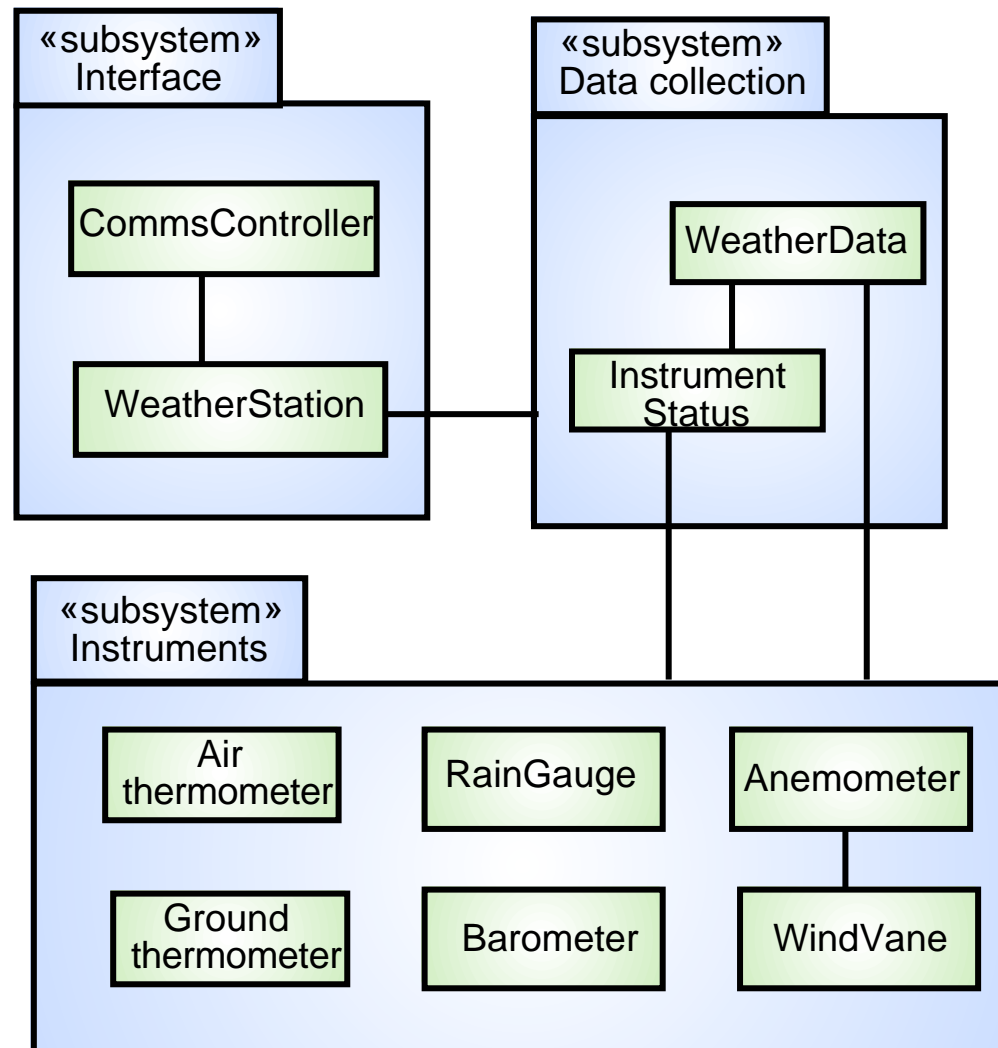 «subsystem»
Interface
CommsController
WeatherStation
«subsystem»
Data collection
WeatherData
Instrument
Status
«subsystem»
Instruments
Air
thermometer
RainGauge
Anemometer
Ground
thermometer
Barometer
WindVane